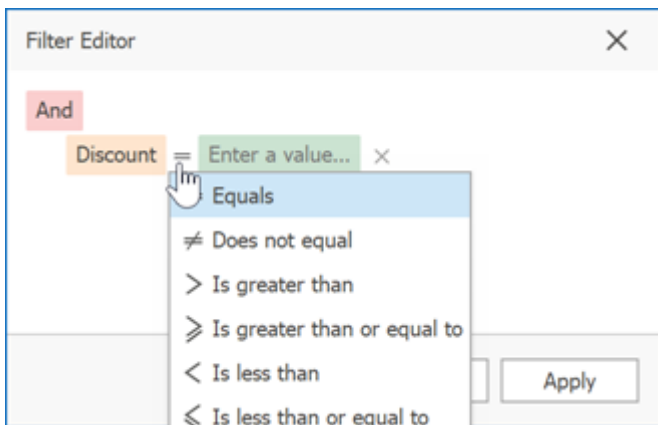 Filter Editor
And
Discount = Enter a value...
Equals
≠ Does not equal
> Is greater than
⩾ Is greater than or equal to
< Is less than
⩽ Is less than or equal to
Apply